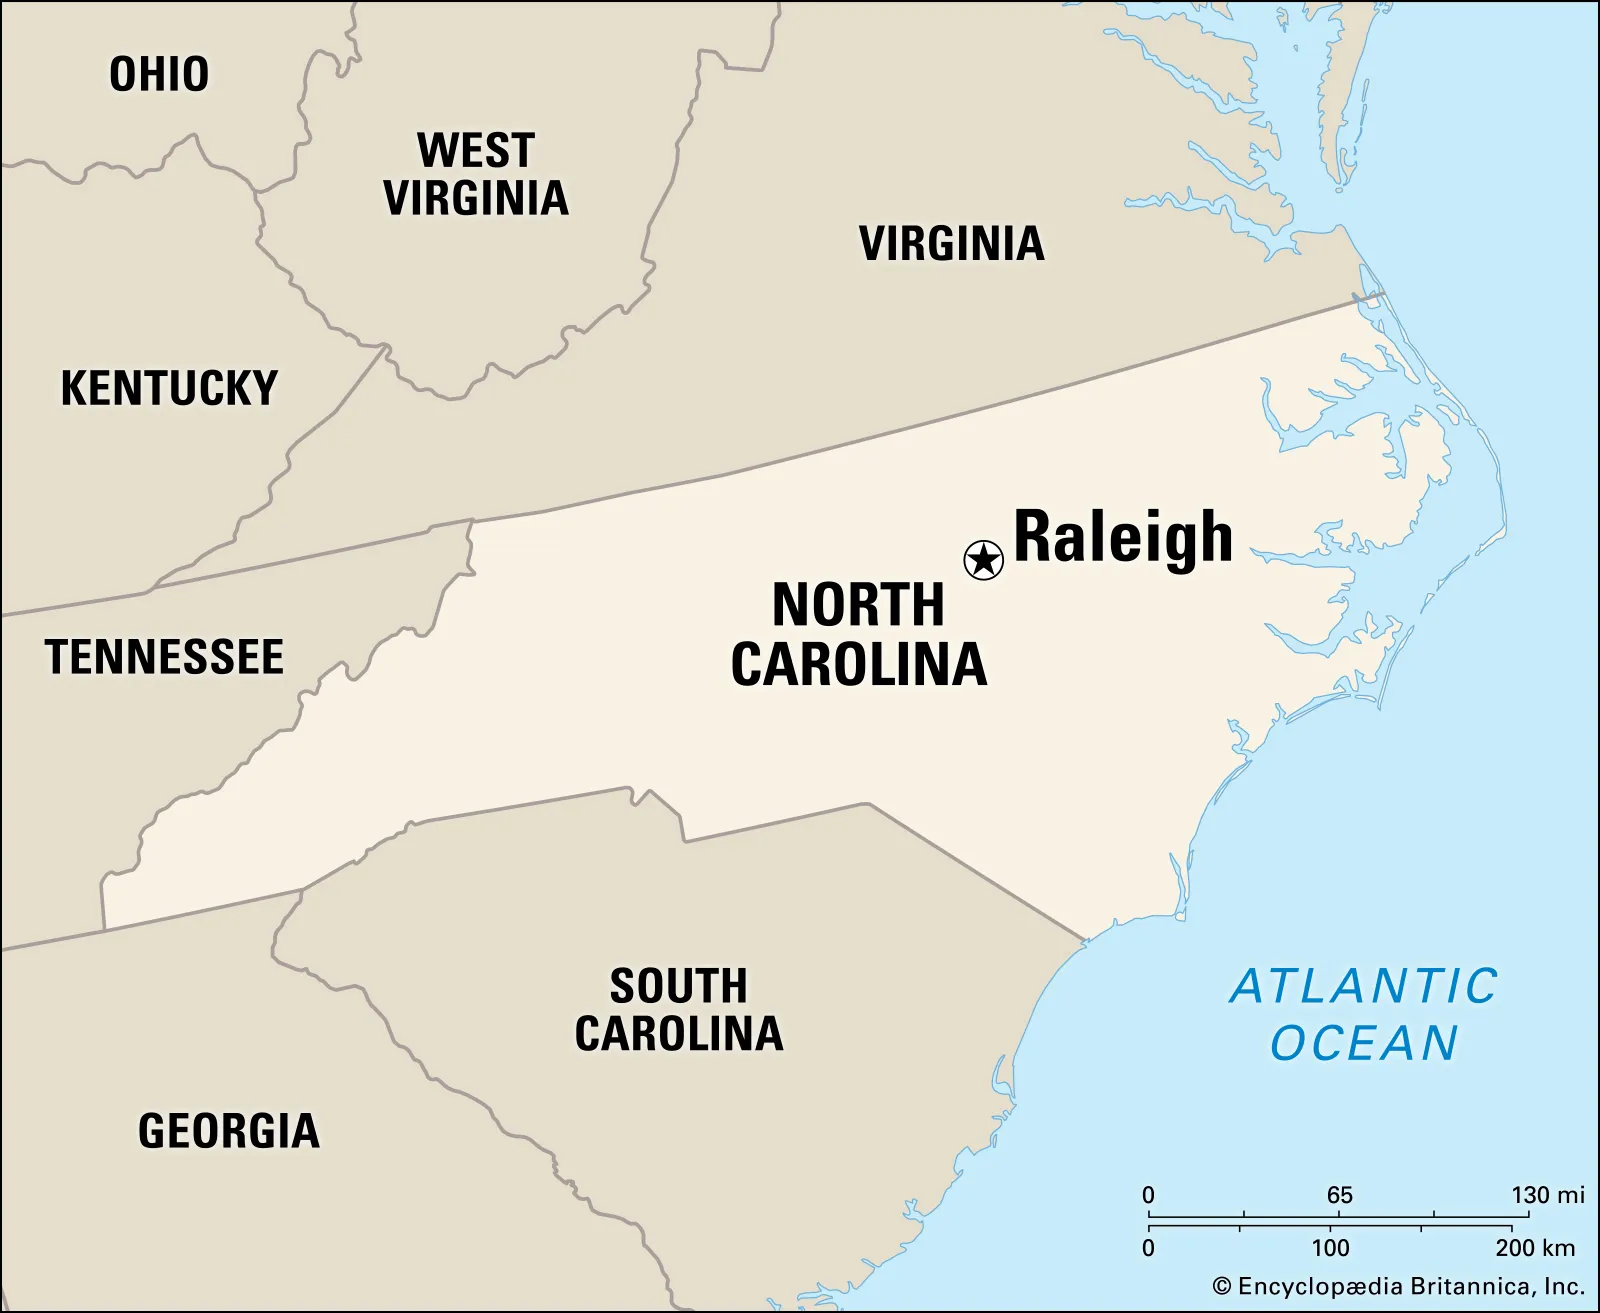 OHIO
WEST
VIRGINIA
VIRGINIA
KENTUCKY
Raleigh
NORTH
CAROLINA
TENNESSEE
SOUTH
CAROLINA
ATLANTIC
OCEAN
GEORGIA
0 65 130 mi
0 100 200 km
© Encyclopædia Britannica, Inc.